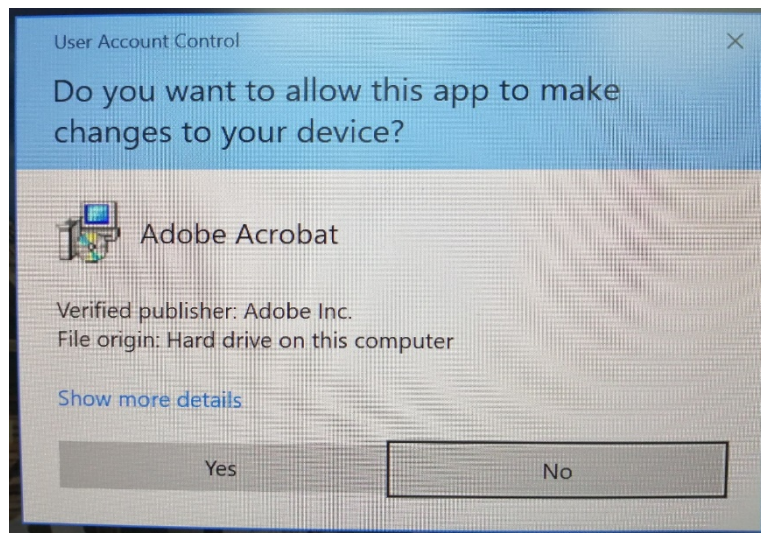 User Account Control
Do you want to allow this app to make
changes to your device?
Adobe Acrobat
Verified publisher: Adobe Inc.
File origin: Hard drive on this computer
Show more details
Yes
No